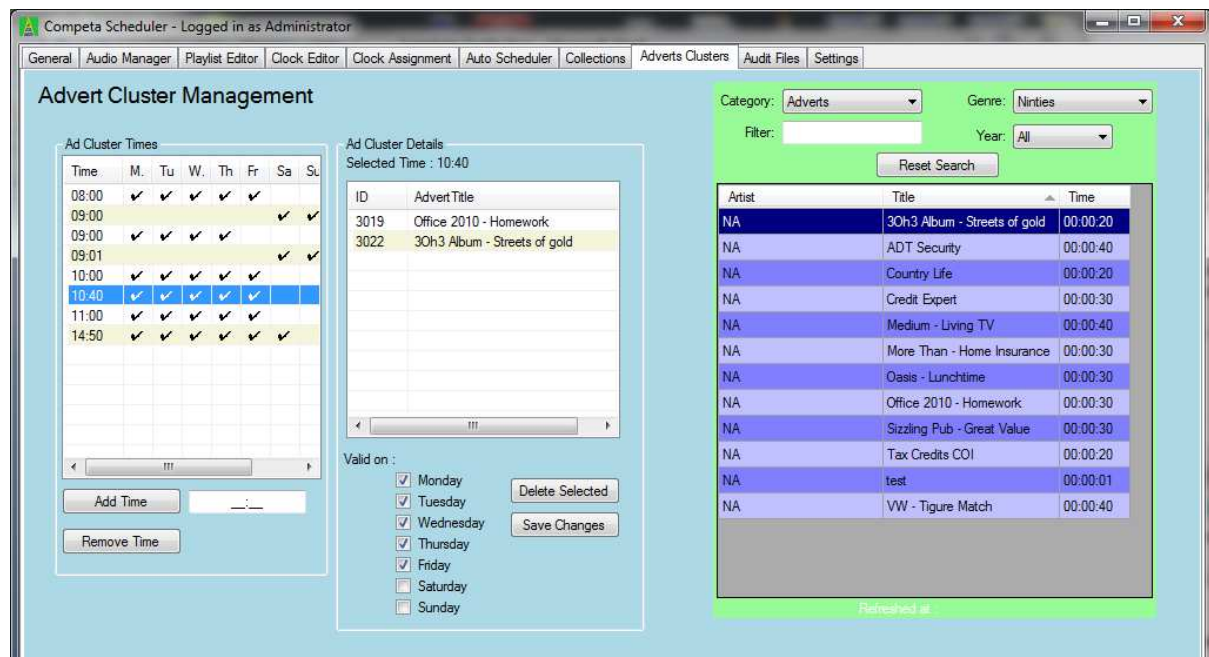 Competa Scheduler - Logged in as Administrator
General Audio Manager Playlist Editor Clock Editor Clock Assignment Auto Scheduler Collections Adverts Clusters Audit Files Settings
Advert Cluster Management
Ad Cluster Times
Time M. Tu W. Th Fr Sa Su
08:00 ✔ ✔ ✔ ✔ ✔
09:00 ✔ ✔
09:00 ✔ ✔ ✔ ✔
09:01 ✔ ✔
10:00 ✔ ✔ ✔ ✔ ✔
10:40 ✔ ✔ ✔ ✔ ✔
11:00 ✔ ✔ ✔ ✔ ✔
14:50 ✔ ✔ ✔ ✔ ✔ ✔
Add Time __:__
Remove Time
Ad Cluster Details
Selected Time : 10:40
ID Advert Title
3019 Office 2010 - Homework
3022 3Oh3 Album - Streets of gold
Valid on :
Monday
Tuesday
Wednesday
Thursday
Friday
Saturday
Sunday
Delete Selected
Save Changes
Category: Adverts Genre: Ninties
Filter: Year: All
Reset Search
Artist Title Time
NA 3Oh3 Album - Streets of gold 00:00:20
NA ADT Security 00:00:40
NA Country Life 00:00:20
NA Credit Expert 00:00:30
NA Medium - Living TV 00:00:40
NA More Than - Home Insurance 00:00:30
NA Oasis - Lunchtime 00:00:30
NA Office 2010 - Homework 00:00:30
NA Sizzling Pub - Great Value 00:00:30
NA Tax Credits COI 00:00:20
NA test 00:00:01
NA VW - Tigure Match 00:00:40
Refreshed at :